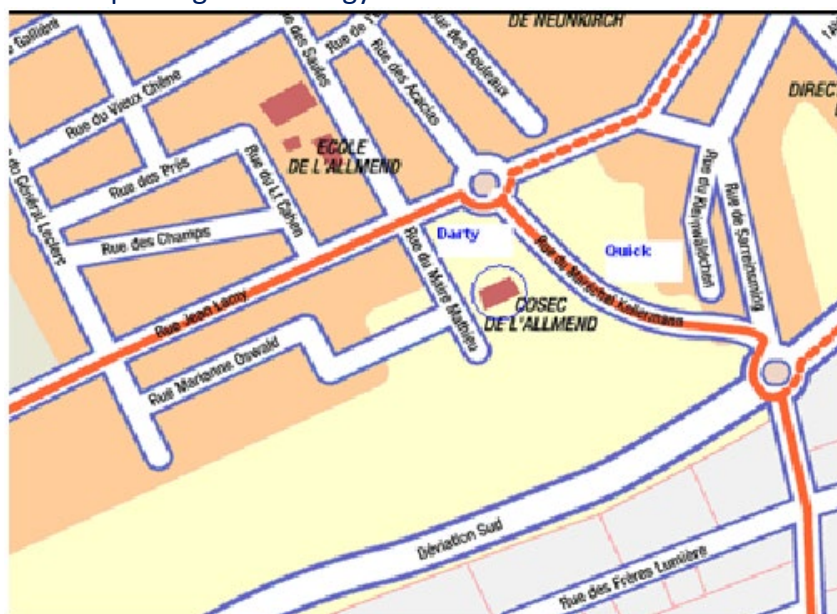 DE NEUNKIRCH
Rue des Bouleaux
Rue des Acacias
Rue des Saules
Rue du Vieux Chêne
DIRECT
ECOLE
DE L'ALLMEND
Rue des Prés
Rue du Lt Cahen
Rue des Champs
du Général Leclerc
Rue du Kleinwäldchen
Rue de Sarreinsming
Darty
Quick
Rue du Maire Mathieu
Rue du Maréchal Kellermann
COSEC
DE L'ALLMEND
Rue Jean Lamy
Rue Marianne Oswald
Déviation Sud
Rue des Frères Lumière